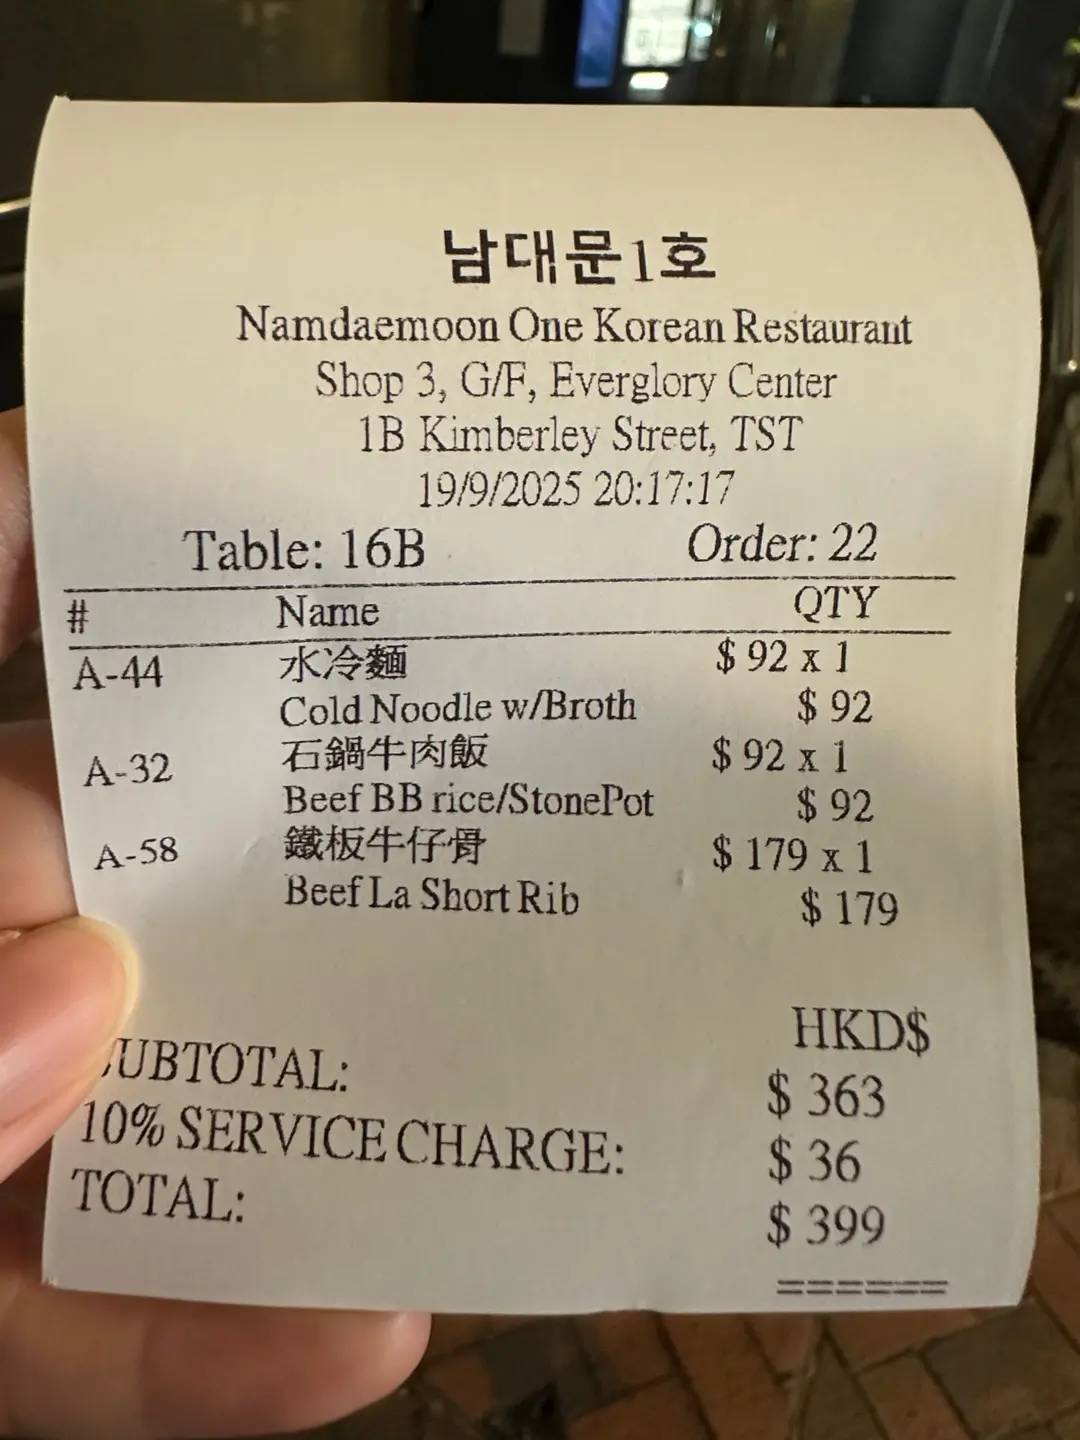 남대문1호
Namdaemoon One Korean Restaurant
Shop 3, G/F, Everglory Center
1B Kimberley Street, TST
19/9/2025 20:17:17
Table: 16B Order: 22
# Name QTY
A-44 水冷麵 $ 92 x 1
Cold Noodle w/Broth $ 92
A-32 石鍋牛肉飯 $ 92 x 1
Beef BB rice/StonePot $ 92
A-58 鐵板牛仔骨 $ 179 x 1
Beef La Short Rib $ 179
HKD$
SUBTOTAL: $ 363
10% SERVICE CHARGE: $ 36
TOTAL: $ 399
======